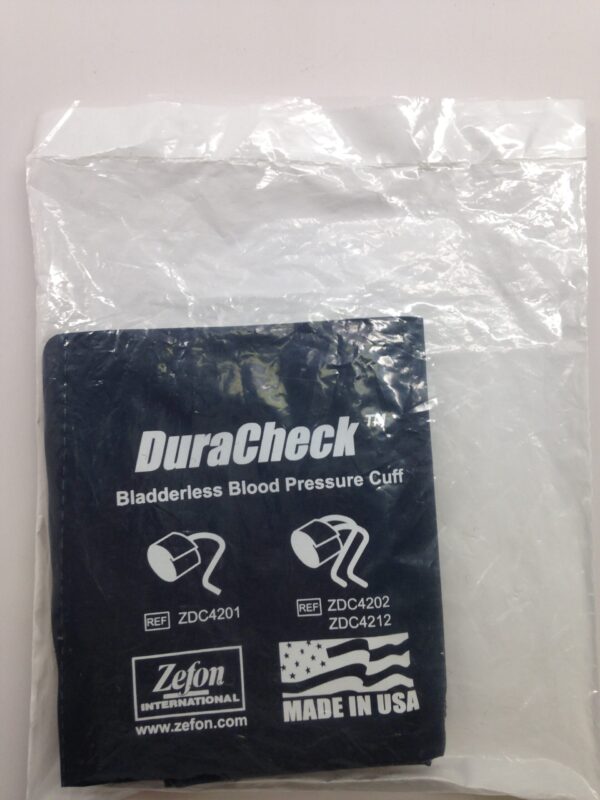 DuraCheck™
Bladderless Blood Pressure Cuff
REF ZDC4201
REF ZDC4202
ZDC4212
Zefon
INTERNATIONAL
www.zefon.com
MADE IN USA